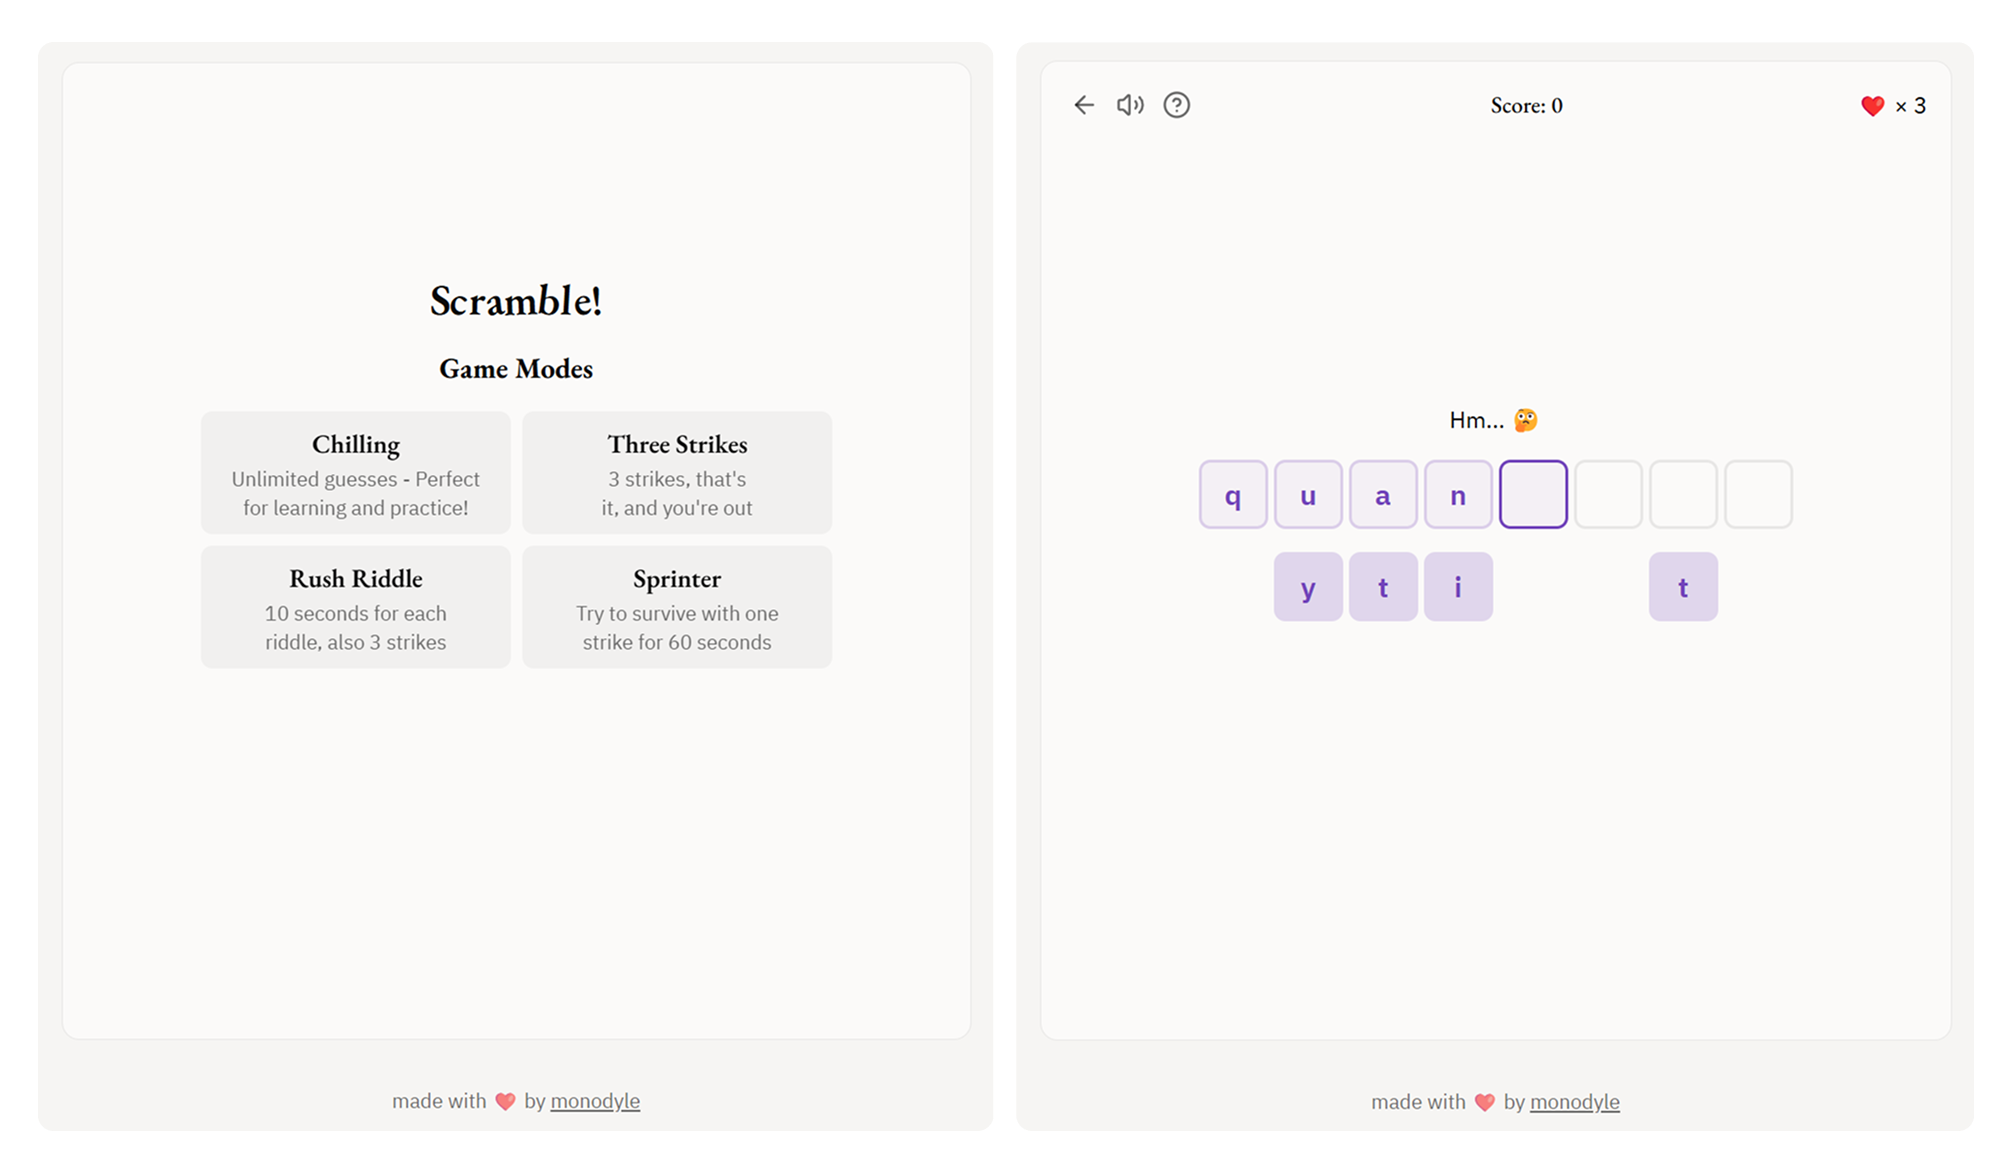 Scramble!
Game Modes
Chilling
Unlimited guesses - Perfect
for learning and practice!
Three Strikes
3 strikes, that's
it, and you're out
Rush Riddle
10 seconds for each
riddle, also 3 strikes
Sprinter
Try to survive with one
strike for 60 seconds
made with ❤️ by monodyle
Score: 0
❤️ × 3
Hm... 🤔
q u a n
y t i t
made with ❤️ by monodyle